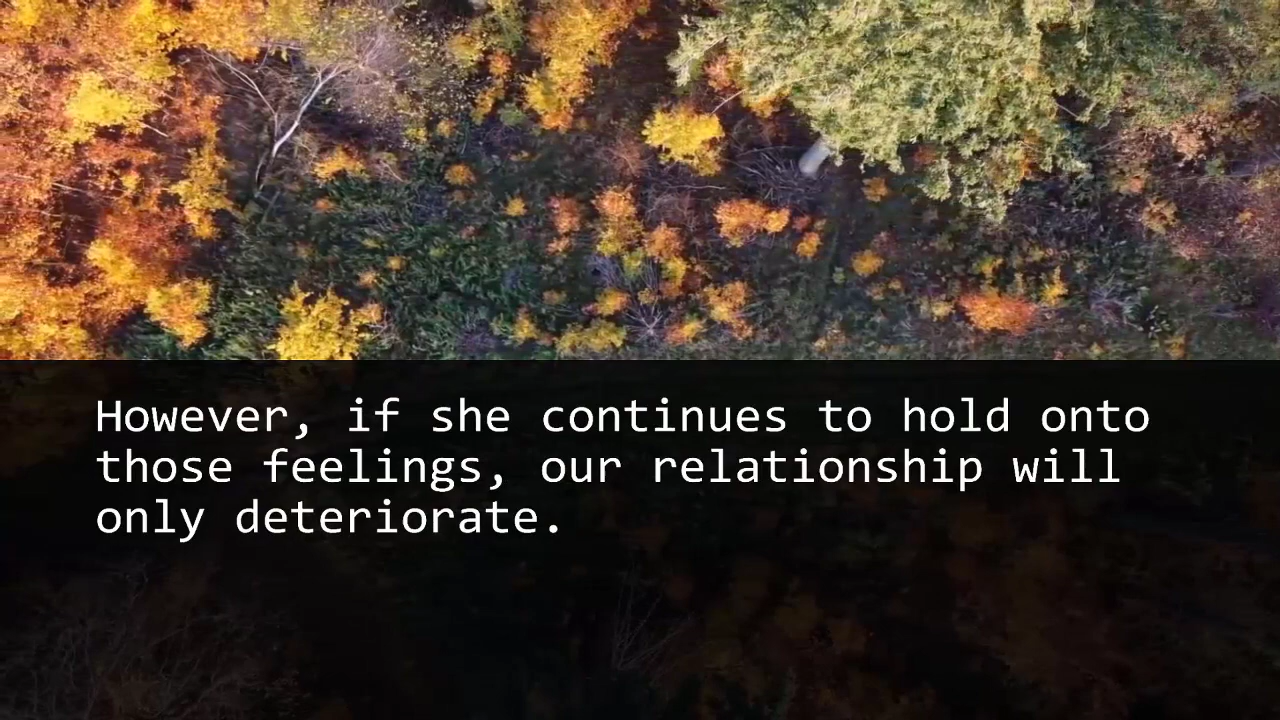 However, if she continues to hold onto
those feelings, our relationship will
only deteriorate.